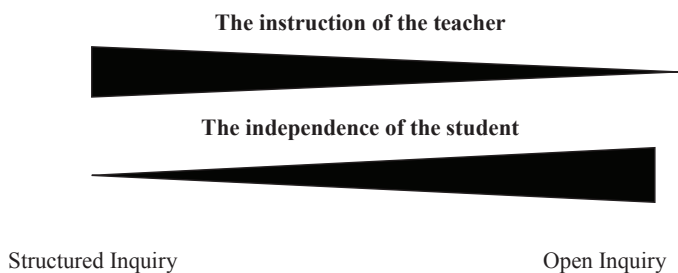 The instruction of the teacher
The independence of the student
Structured Inquiry
Open Inquiry